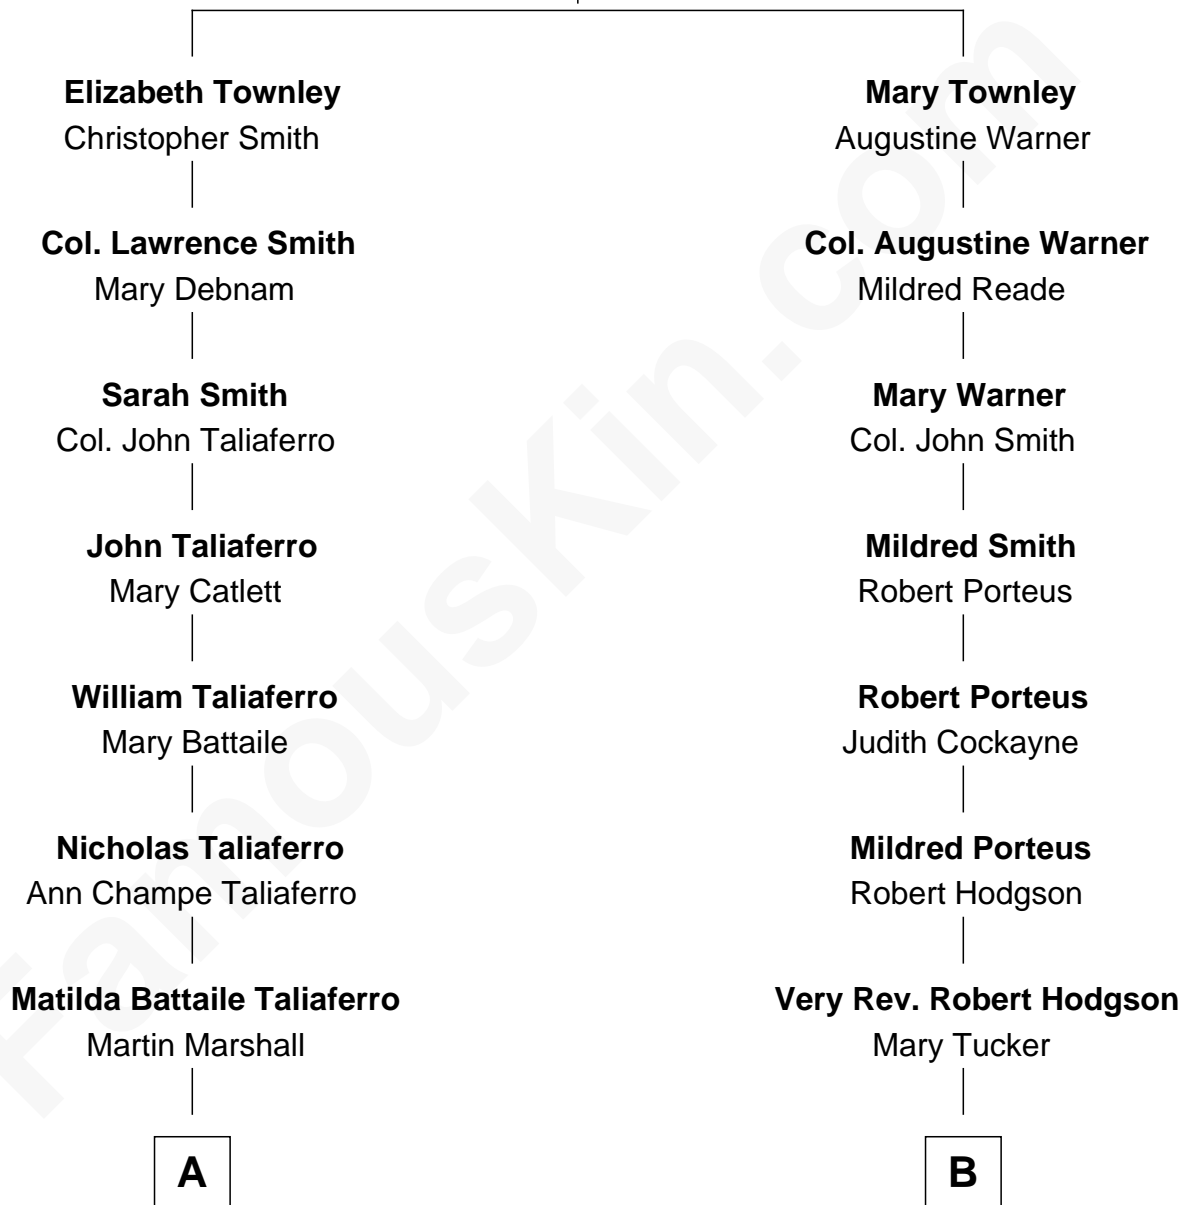 Elizabeth Townley
Christopher Smith
Col. Lawrence Smith
Mary Debnam
Sarah Smith
Col. John Taliaferro
John Taliaferro
Mary Catlett
William Taliaferro
Mary Battaile
Nicholas Taliaferro
Ann Champe Taliaferro
Matilda Battaile Taliaferro
Martin Marshall
A
Mary Townley
Augustine Warner
Col. Augustine Warner
Mildred Reade
Mary Warner
Col. John Smith
Mildred Smith
Robert Porteus
Robert Porteus
Judith Cockayne
Mildred Porteus
Robert Hodgson
Very Rev. Robert Hodgson
Mary Tucker
B
FamousKin.com